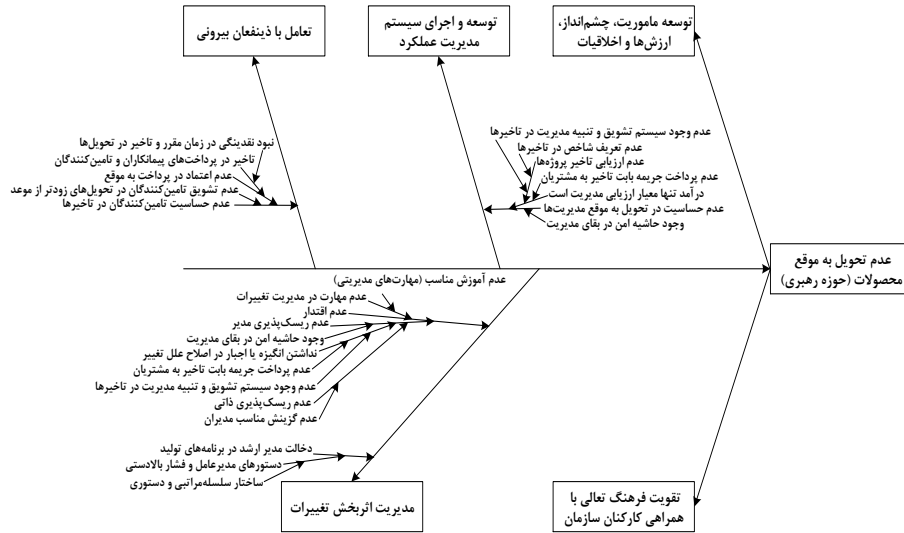 توسعه ماموریت، چشم‌انداز،
ارزش‌ها و اخلاقیات
توسعه و اجرای سیستم
مدیریت عملکرد
تعامل با ذینفعان بیرونی
عدم وجود سیستم تشویق و تنبیه مدیریت در تاخیرها
عدم تعریف شاخص در تاخیرها
عدم ارزیابی تاخیر پروژه‌ها
عدم پرداخت جریمه بابت تاخیر به مشتریان
درآمد تنها معیار ارزیابی مدیریت است
عدم حساسیت در تحویل به موقع مدیریت‌ها
وجود حاشیه امن در بقای مدیریت
نبود نقدینگی در زمان مقرر و تاخیر در تحویل‌ها
تاخیر در پرداخت‌های پیمانکاران و تامین‌کنندگان
عدم اعتماد در پرداخت به موقع
عدم تشویق تامین‌کنندگان در تحویل‌های زودتر از موعد
عدم حساسیت تامین‌کنندگان در تاخیرها
عدم تحویل به موقع
محصولات (حوزه رهبری)
عدم آموزش مناسب (مهارت‌های مدیریتی)
عدم مهارت در مدیریت تغییرات
عدم اقتدار
عدم ریسک‌پذیری مدیر
وجود حاشیه امن در بقای مدیریت
نداشتن انگیزه یا اجبار در اصلاح علل تغییر
عدم پرداخت جریمه بابت تاخیر به مشتریان
عدم وجود سیستم تشویق و تنبیه مدیریت در تاخیرها
عدم ریسک‌پذیری ذاتی
عدم گزینش مناسب مدیران
دخالت مدیر ارشد در برنامه‌های تولید
دستورهای مدیرعامل و فشار بالادستی
ساختار سلسله‌مراتبی و دستوری
تقویت فرهنگ تعالی با
همراهی کارکنان سازمان
مدیریت اثربخش تغییرات